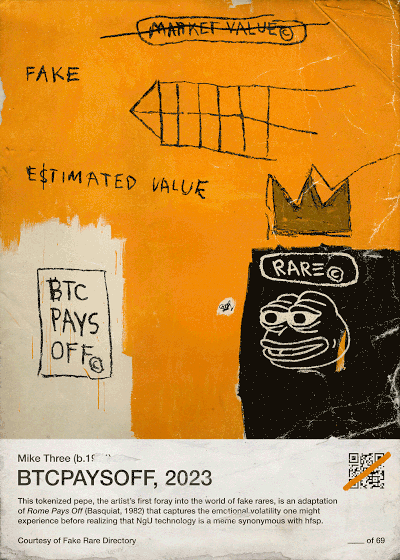 MARKET VALUE©
FAKE
E$TIMATED VALUE
RARE©
BTC
PAYS
OFF©
Mike Three (b.19
BTCPAYSOFF, 2023
This tokenized pepe, the artist's first foray into the world of fake rares, is an adaptation
of Rome Pays Off (Basquiat, 1982) that captures the emotional volatility one might
experience before realizing that NgU technology is a meme synonymous with hfsp.
Courtesy of Fake Rare Directory
____ of 69